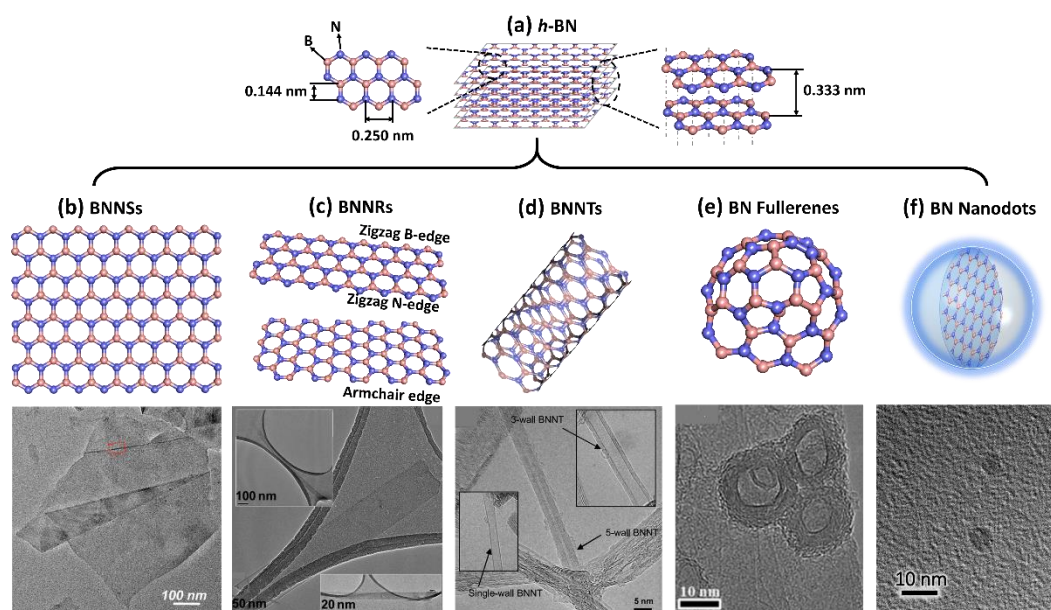 (a) h-BN
N
B
0.144 nm
0.250 nm
0.333 nm
(b) BNNSs
(c) BNNRs
(d) BNNTs
(e) BN Fullerenes
(f) BN Nanodots
Zigzag B-edge
Zigzag N-edge
Armchair edge
100 nm
100 nm
50 nm
20 nm
3-wall BNNT
5-wall BNNT
Single-wall BNNT
5 nm
10 nm
10 nm